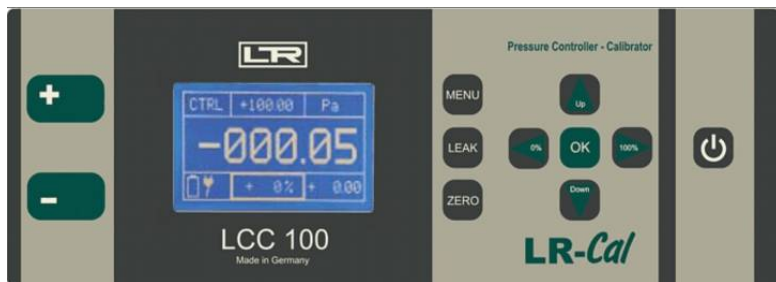 +
-
LR
CTRL +100.00 Pa
-000.05
+ 0% + 0.00
LCC 100
Made in Germany
MENU
LEAK
ZERO
Pressure Controller - Calibrator
Up
0% OK 100%
Down
LR-Cal